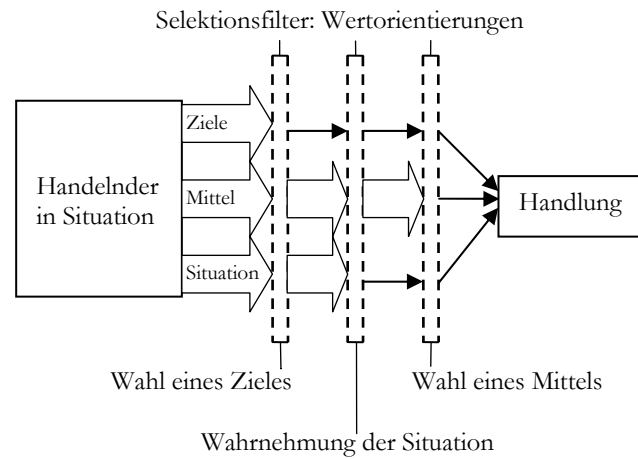 Selektionsfilter: Wertorientierungen
Ziele
Handelnder
in Situation
Mittel
Handlung
Situation
Wahl eines Zieles
Wahl eines Mittels
Wahrnehmung der Situation